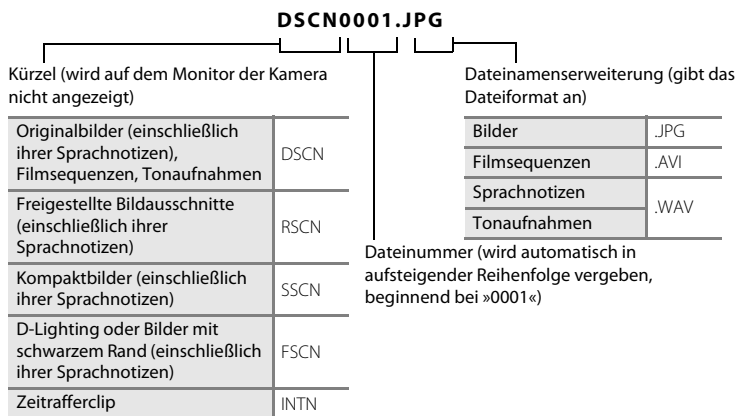 DSCN0001.JPG
Kürzel (wird auf dem Monitor der Kamera
nicht angezeigt)
Originalbilder (einschließlich
ihrer Sprachnotizen),
Filmsequenzen, Tonaufnahmen
DSCN
Freigestellte Bildausschnitte
(einschließlich ihrer
Sprachnotizen)
RSCN
Kompaktbilder (einschließlich
ihrer Sprachnotizen)
SSCN
D-Lighting oder Bilder mit
schwarzem Rand (einschließlich
ihrer Sprachnotizen)
FSCN
Zeitrafferclip
INTN
Dateinummer (wird automatisch in
aufsteigender Reihenfolge vergeben,
beginnend bei »0001«)
Dateinamenserweiterung (gibt das
Dateiformat an)
Bilder
.JPG
Filmsequenzen
.AVI
Sprachnotizen
Tonaufnahmen
.WAV